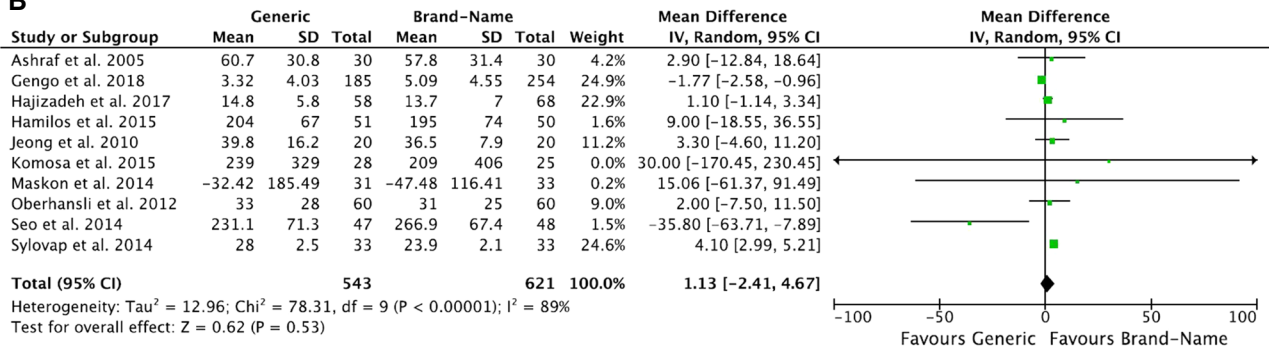 B
Generic Brand-Name Mean Difference Mean Difference
Study or Subgroup Mean SD Total Mean SD Total Weight IV, Random, 95% CI IV, Random, 95% CI
Ashraf et al. 2005 60.7 30.8 30 57.8 31.4 30 4.2% 2.90 [-12.84, 18.64]
Gengo et al. 2018 3.32 4.03 185 5.09 4.55 254 24.9% -1.77 [-2.58, -0.96]
Hajizadeh et al. 2017 14.8 5.8 58 13.7 7 68 22.9% 1.10 [-1.14, 3.34]
Hamilos et al. 2015 204 67 51 195 74 50 1.6% 9.00 [-18.55, 36.55]
Jeong et al. 2010 39.8 16.2 20 36.5 7.9 20 11.2% 3.30 [-4.60, 11.20]
Komosa et al. 2015 239 329 28 209 406 25 0.0% 30.00 [-170.45, 230.45]
Maskon et al. 2014 -32.42 185.49 31 -47.48 116.41 33 0.2% 15.06 [-61.37, 91.49]
Oberhansli et al. 2012 33 28 60 31 25 60 9.0% 2.00 [-7.50, 11.50]
Seo et al. 2014 231.1 71.3 47 266.9 67.4 48 1.5% -35.80 [-63.71, -7.89]
Sylovap et al. 2014 28 2.5 33 23.9 2.1 33 24.6% 4.10 [2.99, 5.21]
Total (95% CI) 543 621 100.0% 1.13 [-2.41, 4.67]
Heterogeneity: Tau² = 12.96; Chi² = 78.31, df = 9 (P < 0.00001); I² = 89%
Test for overall effect: Z = 0.62 (P = 0.53)
-100 -50 0 50 100
Favours Generic Favours Brand-Name